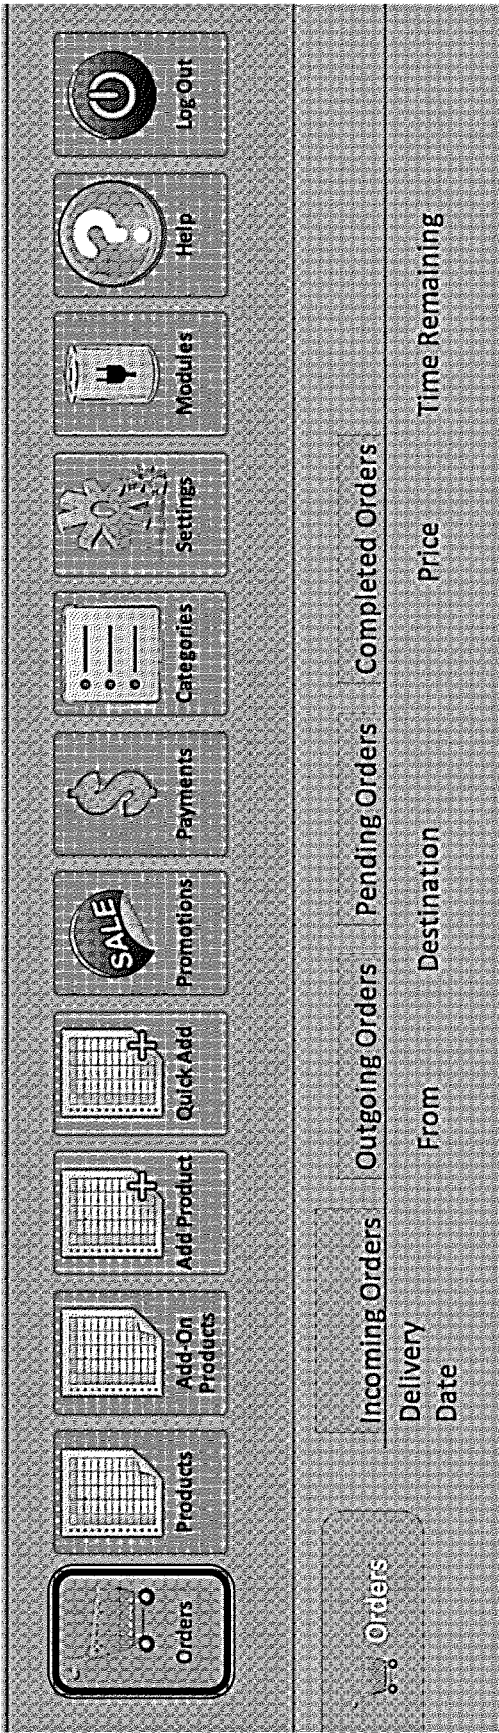 Orders
Products
Add-On
Products
Add Product
Quick Add
SALE
Promotions
Payments
Categories
Settings
Modules
?
Help
Log Out
Orders
Incoming Orders
Outgoing Orders
Pending Orders
Completed Orders
Delivery
Date
From
Destination
Price
Time Remaining